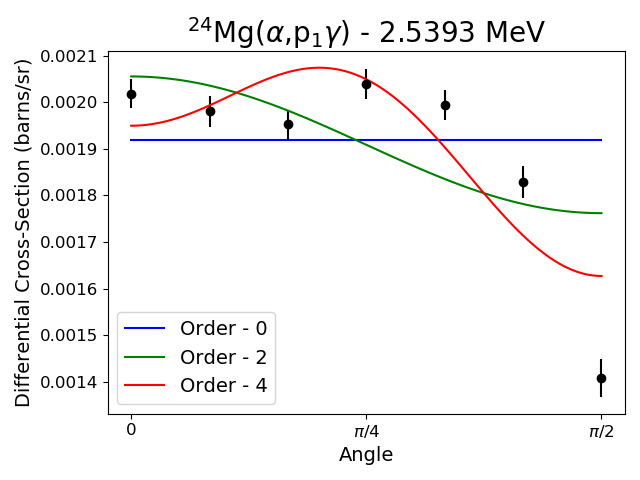 ²⁴Mg(α,p₁γ) - 2.5393 MeV
Differential Cross-Section (barns/sr)
0.0021
0.0020
0.0019
0.0018
0.0017
0.0016
0.0015
0.0014
Order - 0
Order - 2
Order - 4
0
π/4
π/2
Angle